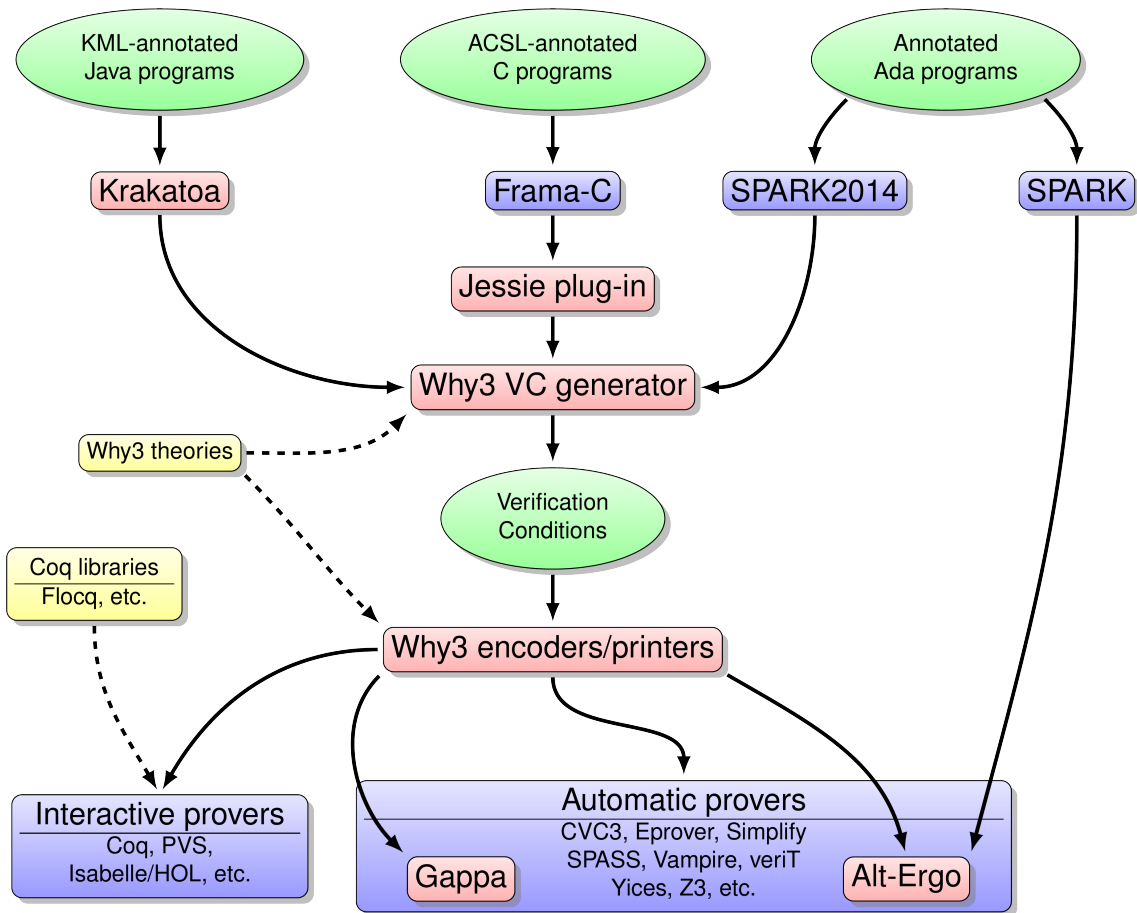 KML-annotated
Java programs
ACSL-annotated
C programs
Annotated
Ada programs
Krakatoa
Frama-C
SPARK2014
SPARK
Jessie plug-in
Why3 VC generator
Why3 theories
Verification
Conditions
Coq libraries
Flocq, etc.
Why3 encoders/printers
Interactive provers
Coq, PVS,
Isabelle/HOL, etc.
Automatic provers
CVC3, Eprover, Simplify
SPASS, Vampire, veriT
Yices, Z3, etc.
Gappa
Alt-Ergo